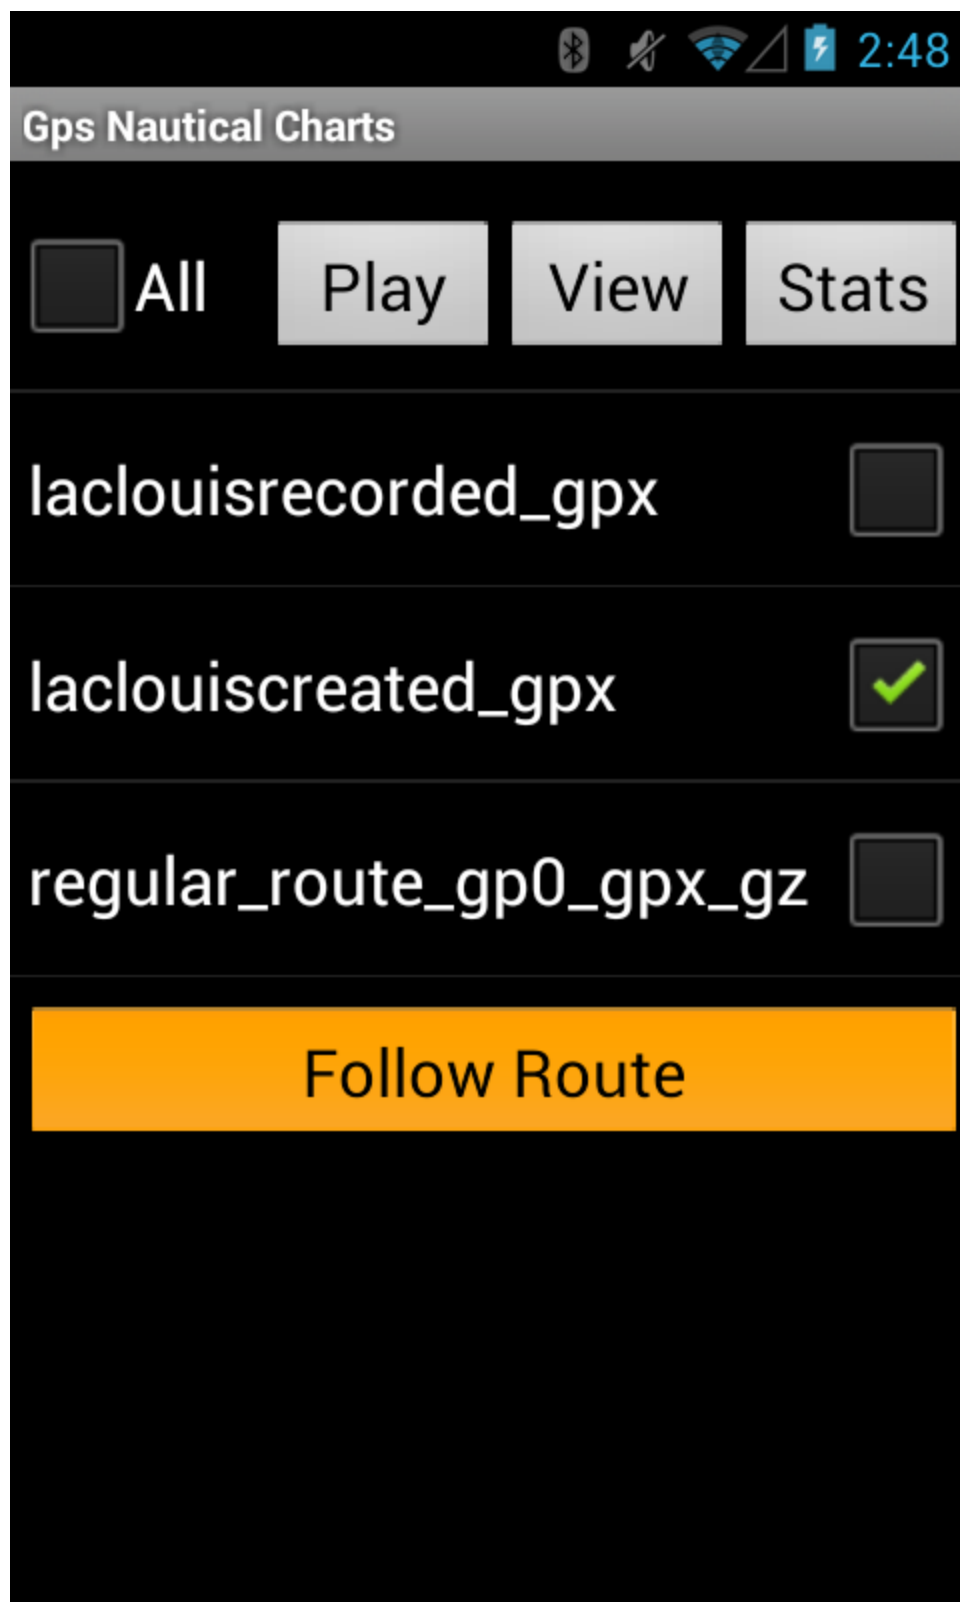 2:48
Gps Nautical Charts
All Play View Stats
laclouisrecorded_gpx
laclouiscreated_gpx
regular_route_gp0_gpx_gz
Follow Route